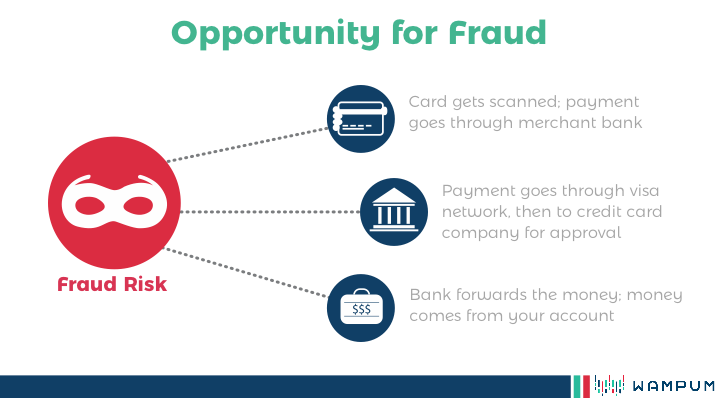 Opportunity for Fraud
Card gets scanned; payment
goes through merchant bank
Payment goes through visa
network, then to credit card
company for approval
Fraud Risk
$$$
Bank forwards the money; money
comes from your account
WAMPUM